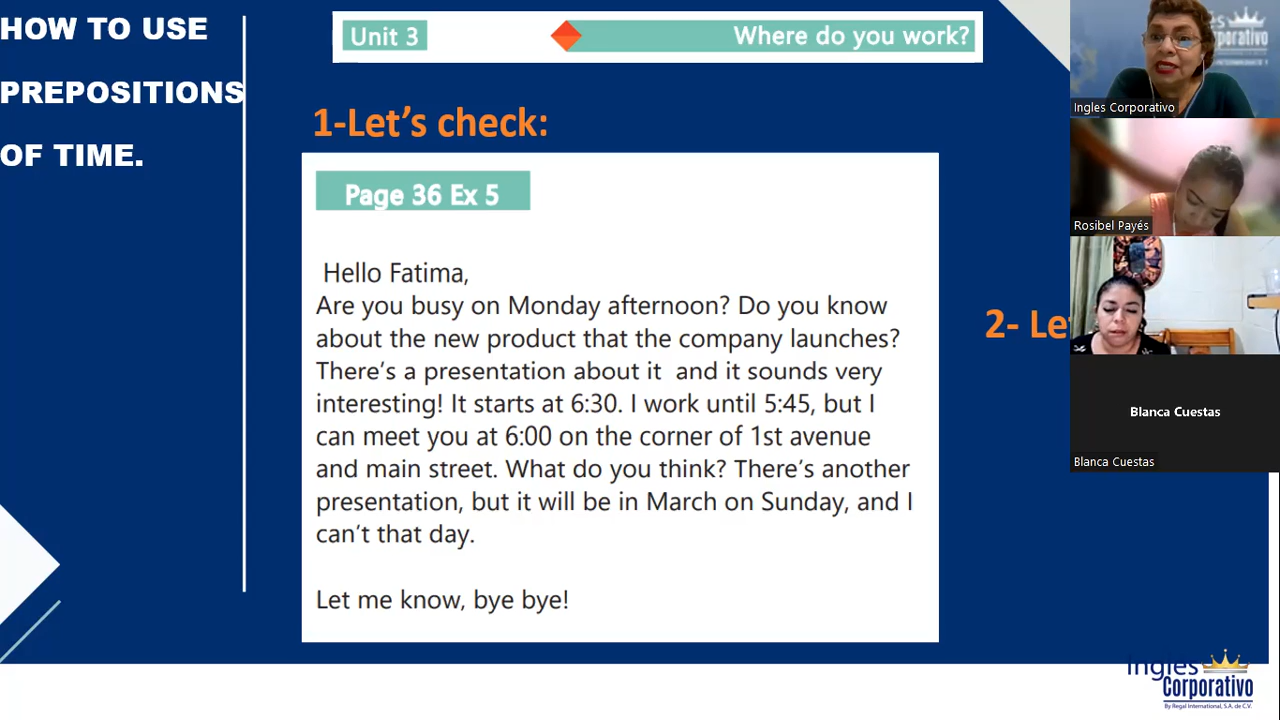 HOW TO USE
PREPOSITIONS
OF TIME.
Unit 3
Where do you work?
1-Let's check:
Page 36 Ex 5
Hello Fatima,
Are you busy on Monday afternoon? Do you know
about the new product that the company launches?
There's a presentation about it and it sounds very
interesting! It starts at 6:30. I work until 5:45, but I
can meet you at 6:00 on the corner of 1st avenue
and main street. What do you think? There's another
presentation, but it will be in March on Sunday, and I
can't that day.
Let me know, bye bye!
2- Le
Ingles Corporativo
Rosibel Payés
Blanca Cuestas
Blanca Cuestas
Ingles
Corporativo
By Regal International, S.A. de C.V.